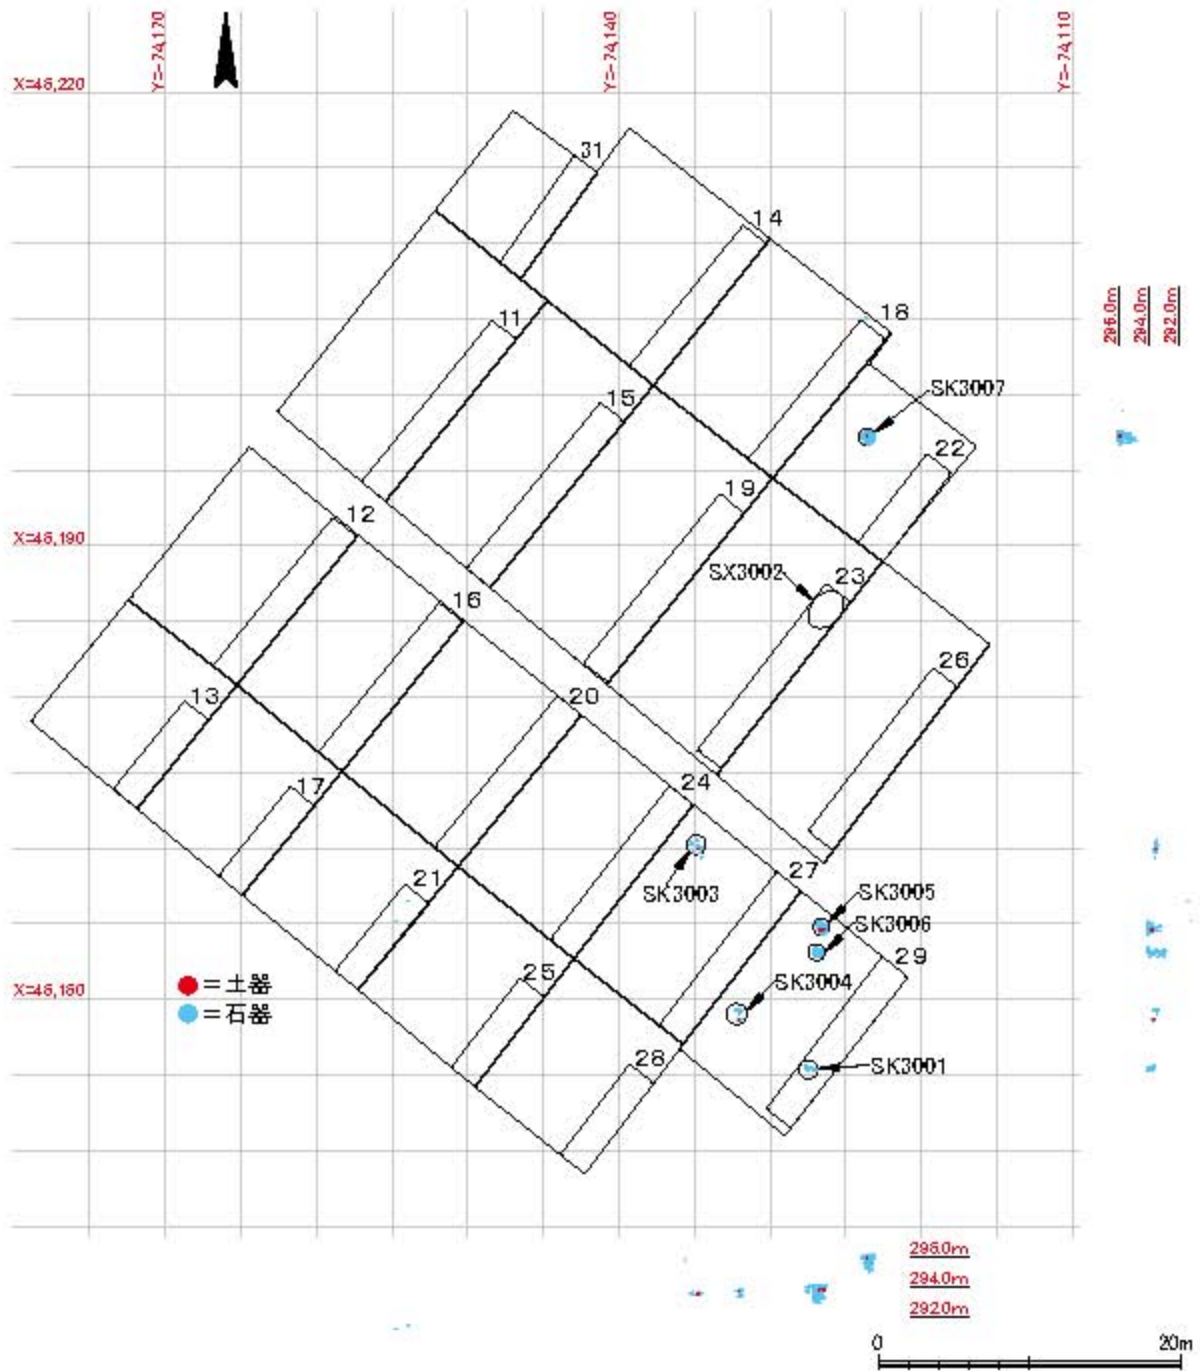 Y=-74,170
Y=-74,140
Y=-74,110
X=46,220
31
14
11
18
296.0m
294.0m
292.0m
SK3007
15
22
19
12
X=46,190
SX3002
23
16
26
13
20
24
17
27
21
SK3003
SK3005
SK3006
29
25
SK3004
X=46,160
●=土器
●=石器
28
SK3001
296.0m
294.0m
292.0m
0 20m